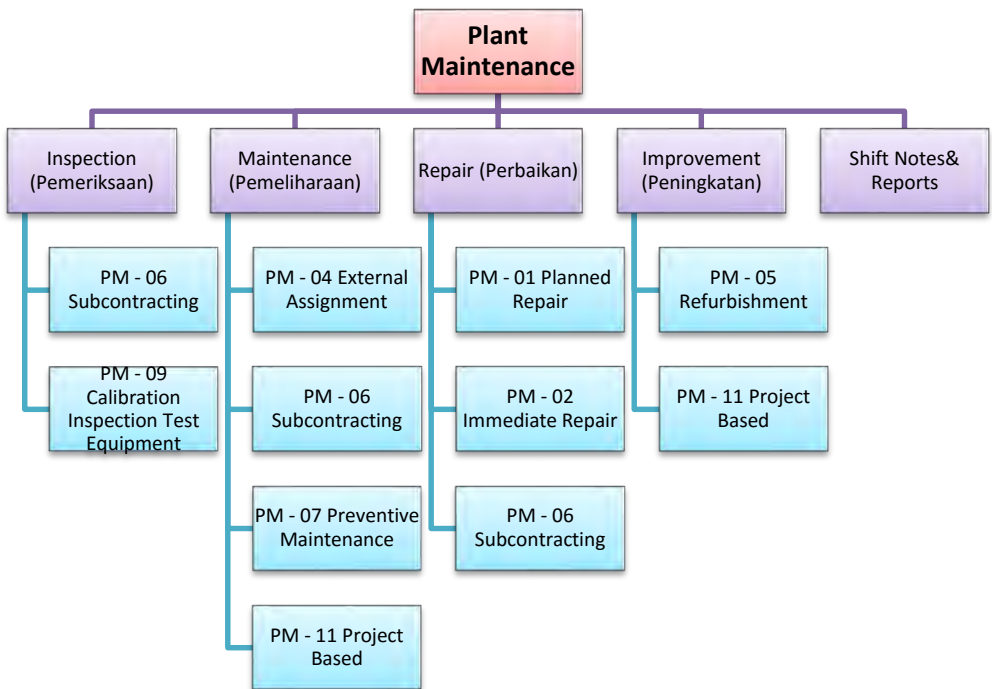 Plant
Maintenance
Inspection
(Pemeriksaan)
Maintenance
(Pemeliharaan)
Repair (Perbaikan)
Improvement
(Peningkatan)
Shift Notes&
Reports
PM - 06
Subcontracting
PM - 09
Calibration
Inspection Test
Equipment
PM - 04 External
Assignment
PM - 06
Subcontracting
PM - 07 Preventive
Maintenance
PM - 11 Project
Based
PM - 01 Planned
Repair
PM - 02
Immediate Repair
PM - 06
Subcontracting
PM - 05
Refurbishment
PM - 11 Project
Based